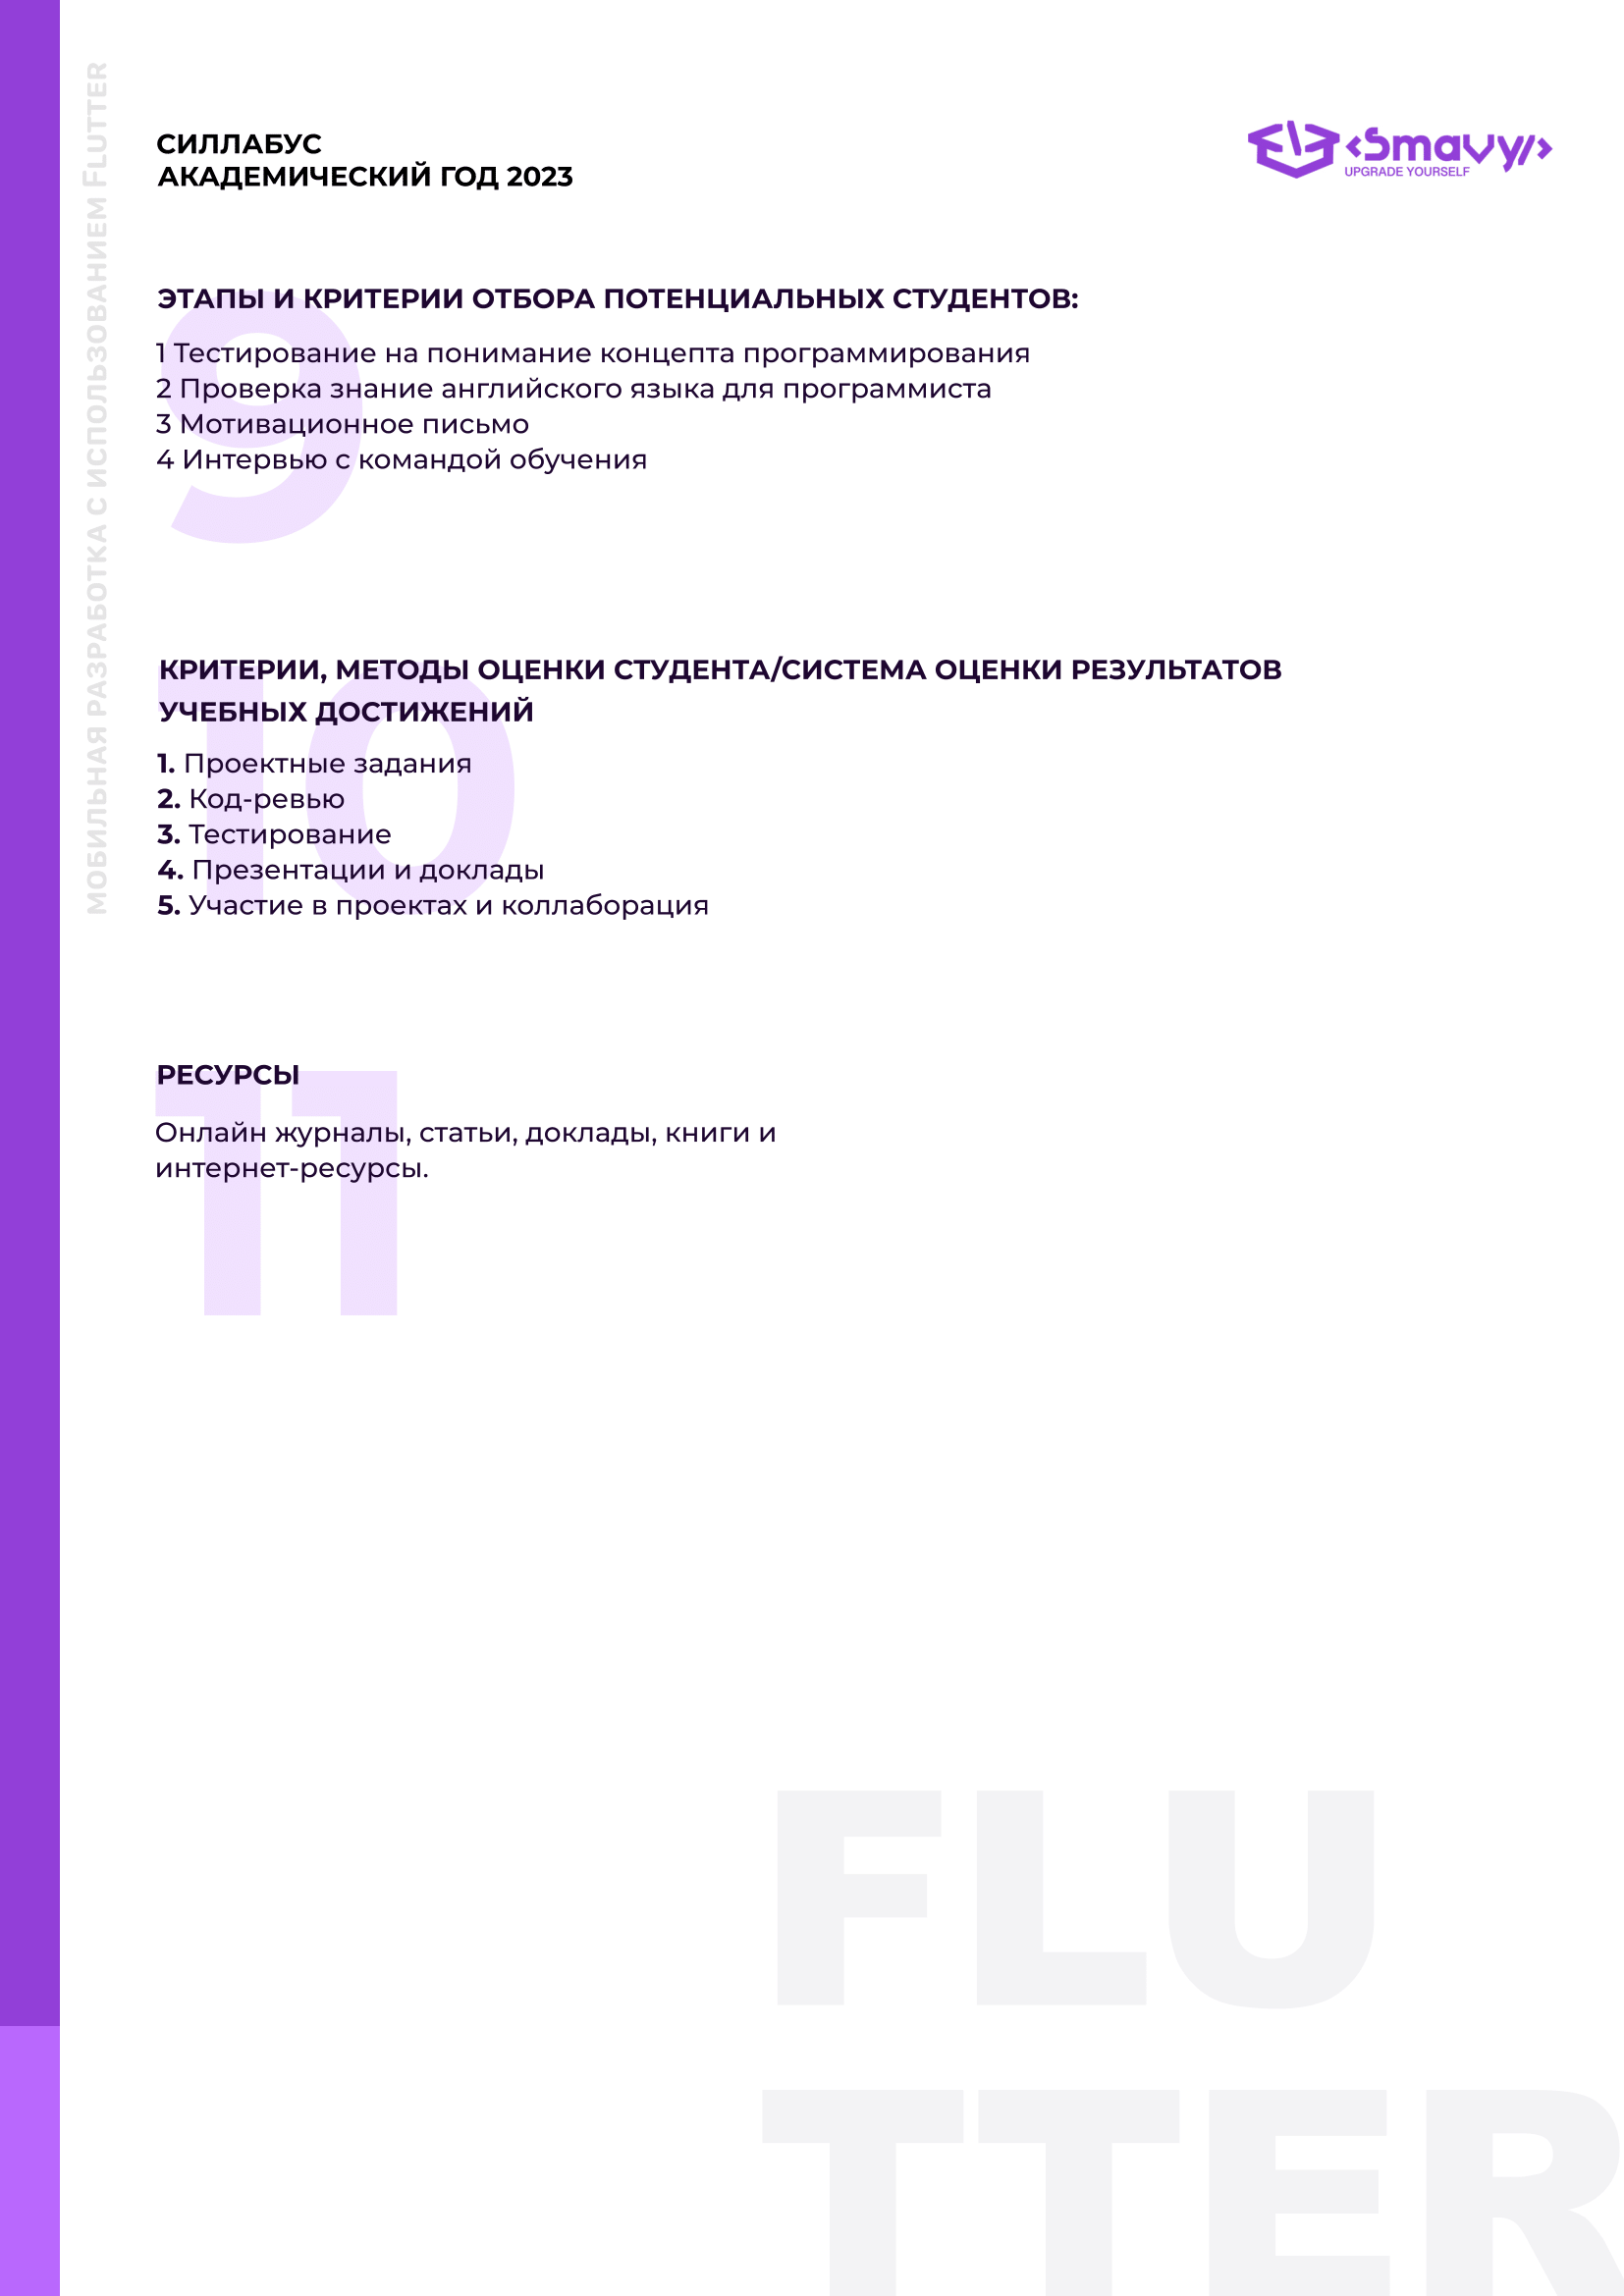 МОБИЛЬНАЯ РАЗРАБОТКА С ИСПОЛЬЗОВАНИЕМ FLUTTER
СИЛЛАБУС
АКАДЕМИЧЕСКИЙ ГОД 2023
<Smavy/>
UPGRADE YOURSELF
9
ЭТАПЫ И КРИТЕРИИ ОТБОРА ПОТЕНЦИАЛЬНЫХ СТУДЕНТОВ:
1 Тестирование на понимание концепта программирования
2 Проверка знание английского языка для программиста
3 Мотивационное письмо
4 Интервью с командой обучения
10
КРИТЕРИИ, МЕТОДЫ ОЦЕНКИ СТУДЕНТА/СИСТЕМА ОЦЕНКИ РЕЗУЛЬТАТОВ
УЧЕБНЫХ ДОСТИЖЕНИЙ
1. Проектные задания
2. Код-ревью
3. Тестирование
4. Презентации и доклады
5. Участие в проектах и коллаборация
11
РЕСУРСЫ
Онлайн журналы, статьи, доклады, книги и
интернет-ресурсы.
FLU
TTER